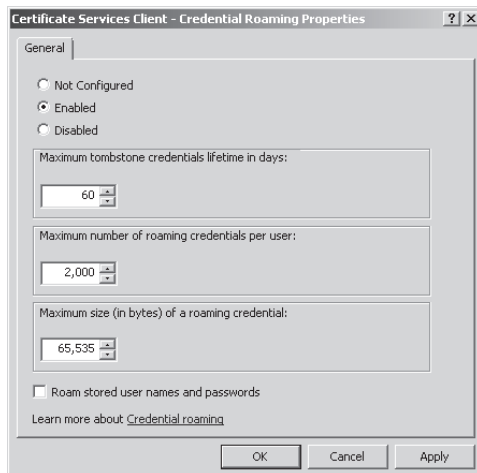 Certificate Services Client - Credential Roaming Properties
General
Not Configured
Enabled
Disabled
Maximum tombstone credentials lifetime in days:
60
Maximum number of roaming credentials per user:
2,000
Maximum size (in bytes) of a roaming credential:
65,535
Roam stored user names and passwords
Learn more about Credential roaming
OK Cancel Apply